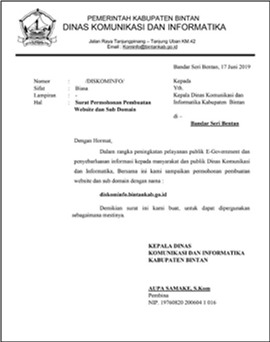 PEMERINTAH KABUPATEN BINTAN
DINAS KOMUNIKASI DAN INFORMATIKA
Jalan Raya Tanjungpinang – Tanjung Uban KM.42
Email : Kominfo@bintankab.go.id
Bandar Seri Bentan, 17 Juni 2019
Nomor : /DISKOMINFO/
Sifat : Biasa
Lampiran : -
Hal : Surat Permohonan Pembuatan
Website dan Sub Domain
Kepada
Yth.
Kepala Dinas Komunikasi dan
Informatika Kabupaten Bintan
di
Bandar Seri Bentan
Dengan Hormat,
Dalam rangka peningkatan pelayanan publik E-Government dan
penyebarluasan informasi kepada masyarakat dan publik Dinas Komunikasi
dan Informatika, Bersama ini kami sampaikan permohonan pembuatan
website dan sub domain dengan nama :
diskominfo.bintankab.go.id
Demikian surat ini kami buat, untuk dapat dipergunakan
sebagaimana mestinya.
KEPALA DINAS
KOMUNIKASI DAN INFORMATIKA
KABUPATEN BINTAN
AUPA SAMAKE, S.Kom
Pembina
NIP. 19760820 200604 1 016